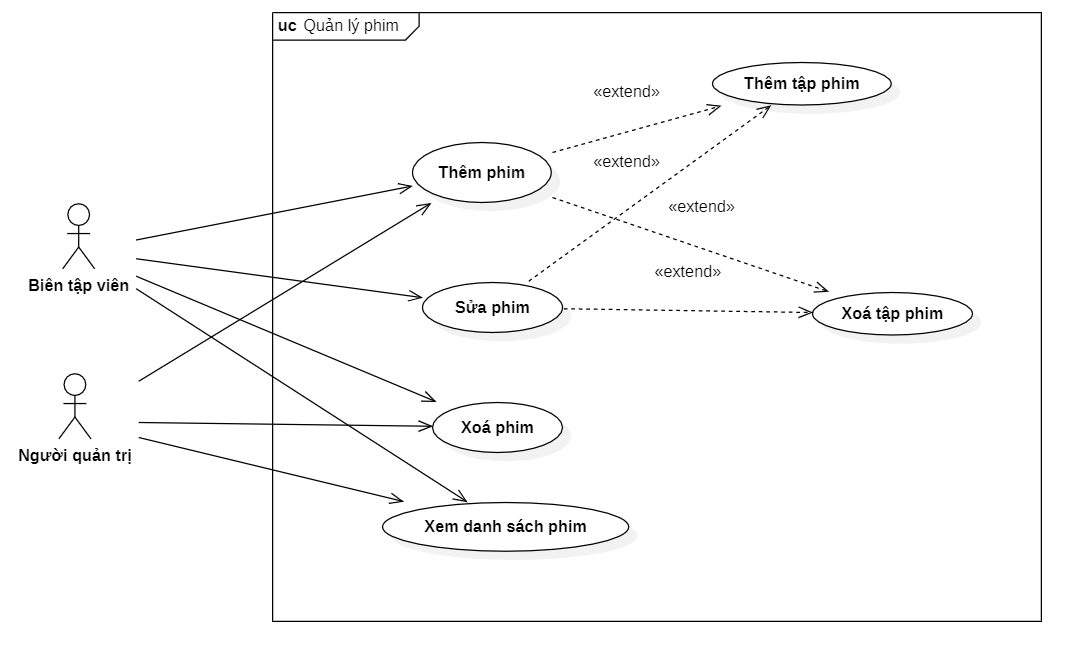 uc Quản lý phim
Thêm tập phim
«extend»
Thêm phim
«extend»
«extend»
Biên tập viên
«extend»
Sửa phim
Xoá tập phim
Xoá phim
Người quản trị
Xem danh sách phim